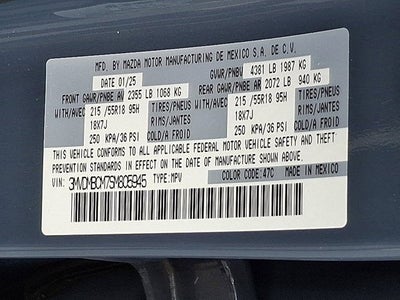 MFD. BY MAZDA MOTOR MANUFACTURING DE MEXICO S.A. DE C.V.
DATE 01/25 GVWR/PNBV 4381 LB 1987 KG
FRONT GAWR/PNBE AV 2355 LB 1068 KG REAR GAWR/PNBE AR 2072 LB 940 KG
WITH/AVEC 215 /55R18 95H TIRES/PNEUS WITH/AVEC 215 /55R18 95H TIRES/PNEUS
18X7J RIMS/JANTES 18X7J RIMS/JANTES
250 KPA/36 PSI COLD/A FROID 250 KPA/36 PSI COLD/A FROID
THIS VEHICLE CONFORMS TO ALL APPLICABLE FEDERAL MOTOR VEHICLE SAFETY AND THEFT
PREVENTION STANDARDS IN EFFECT ON THE DATE OF MANUFACTURE SHOWN ABOVE.
VIN: 3MVDMBCM7SM805945 TYPE:MPV COLOR CODE: 47C MADE IN MEXICO